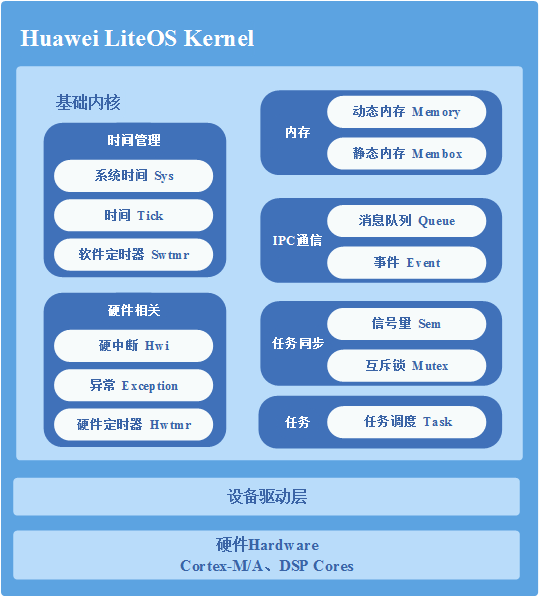 Huawei LiteOS Kernel
基础内核
时间管理
系统时间 Sys
时间 Tick
软件定时器 Swtmr
硬件相关
硬中断 Hwi
异常 Exception
硬件定时器 Hwtmr
内存
动态内存 Memory
静态内存 Membox
IPC通信
消息队列 Queue
事件 Event
任务同步
信号量 Sem
互斥锁 Mutex
任务
任务调度 Task
设备驱动层
硬件Hardware
Cortex-M/A、DSP Cores